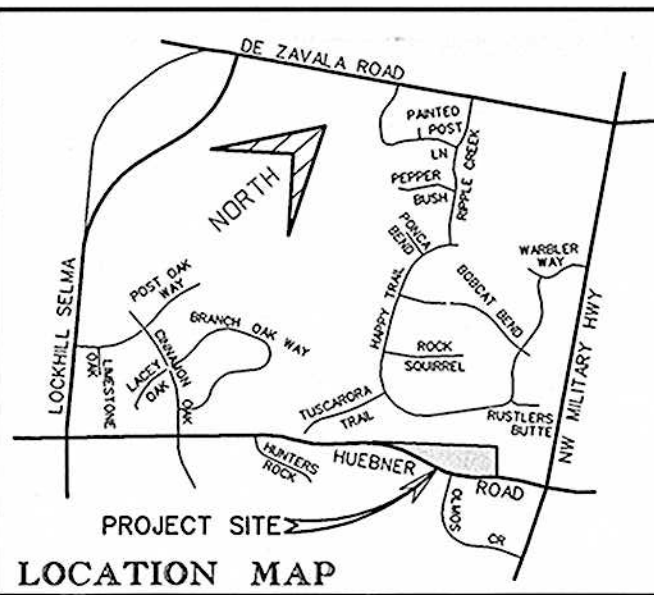 DE ZAVALA ROAD
PAINTED
POST
LN
RIPPLE CREEK
PEPPER
BUSH
NORTH
PONCA
BEND
WARBLER
WAY
LOCKHILL SELMA
POST OAK
WAY
BOBCAT BEND
HAPPY TRAIL
NW MILITARY HWY
BRANCH OAK WAY
CINNAMON OAK
LIMESTONE
OAK
LACEY
OAK
ROCK
SQUIRREL
TUSCARORA
TRAIL
RUSTLERS
BUTTE
HUNTERS
ROCK
HUEBNER
ROAD
OLMOS
CR
PROJECT SITE
LOCATION MAP